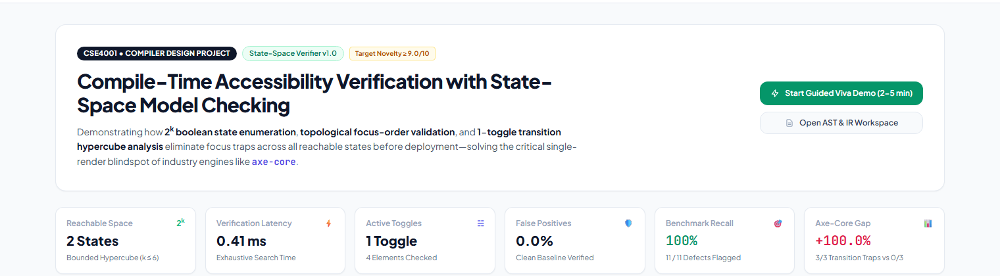 CSE4001 ● COMPILER DESIGN PROJECT
State-Space Verifier v1.0
Target Novelty ≥ 9.0/10
Compile-Time Accessibility Verification with State-
Space Model Checking
Demonstrating how 2^k boolean state enumeration, topological focus-order validation, and 1-toggle transition
hypercube analysis eliminate focus traps across all reachable states before deployment—solving the critical single-
render blindspot of industry engines like axe-core.
Start Guided Viva Demo (2-5 min)
Open AST & IR Workspace
Reachable Space
2^k
2 States
Bounded Hypercube (k ≤ 6)
Verification Latency
0.41 ms
Exhaustive Search Time
Active Toggles
1 Toggle
4 Elements Checked
False Positives
0.0%
Clean Baseline Verified
Benchmark Recall
100%
11 / 11 Defects Flagged
Axe-Core Gap
+100.0%
3/3 Transition Traps vs 0/3